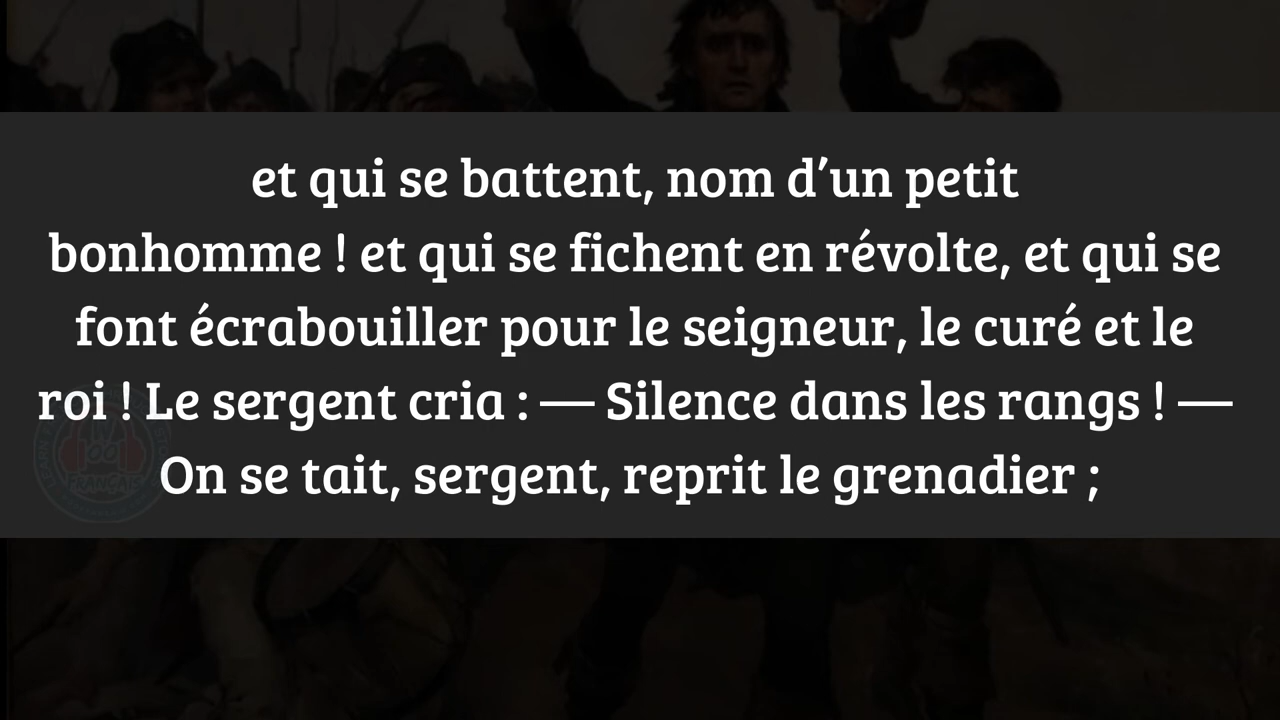 et qui se battent, nom d’un petit
bonhomme ! et qui se fichent en révolte, et qui se
font écrabouiller pour le seigneur, le curé et le
roi ! Le sergent cria : — Silence dans les rangs ! —
On se tait, sergent, reprit le grenadier ;